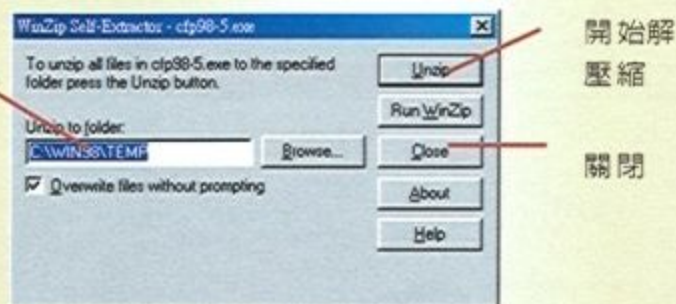 WinZip Self-Extractor - cfp98-5.exe
To unzip all files in cfp98-5.exe to the specified
folder press the Unzip button.
Unzip to folder:
C:\WIN98\TEMP
Browse...
Overwrite files without prompting
Unzip
Run WinZip
Close
About
Help
開始解
壓縮
關閉